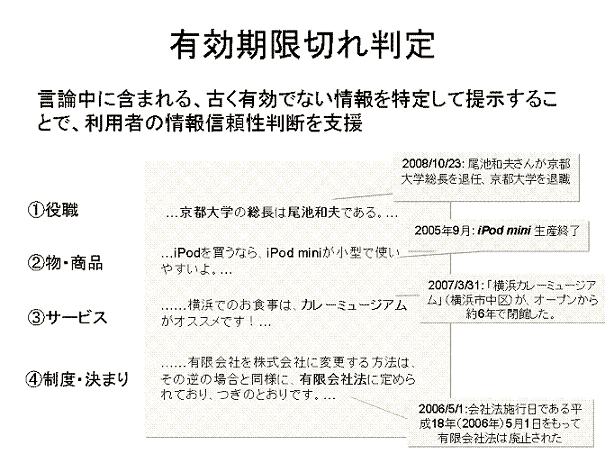 有効期限切れ判定
言論中に含まれる、古く有効でない情報を特定して提示するこ
とで、利用者の情報信頼性判断を支援
2008/10/23: 尾池和夫さんが京都
大学総長を退任、京都大学を退職
①役職
…京都大学の総長は尾池和夫である。…
2005年9月: iPod mini 生産終了
②物・商品
…iPodを買うなら、iPod miniが小型で使い
やすいよ。…
2007/3/31: 「横浜カレーミュージア
ム」(横浜市中区)が、オープンから
約6年で閉館した。
③サービス
……横浜でのお食事は、カレーミュージアム
がオススメです!…
④制度・決まり
……有限会社を株式会社に変更する方法は、
その逆の場合と同様に、有限会社法に定めら
れており、つぎのとおりです。…
2006/5/1:会社法施行日である平
成18年(2006年)5月1日をもって
有限会社法は廃止された